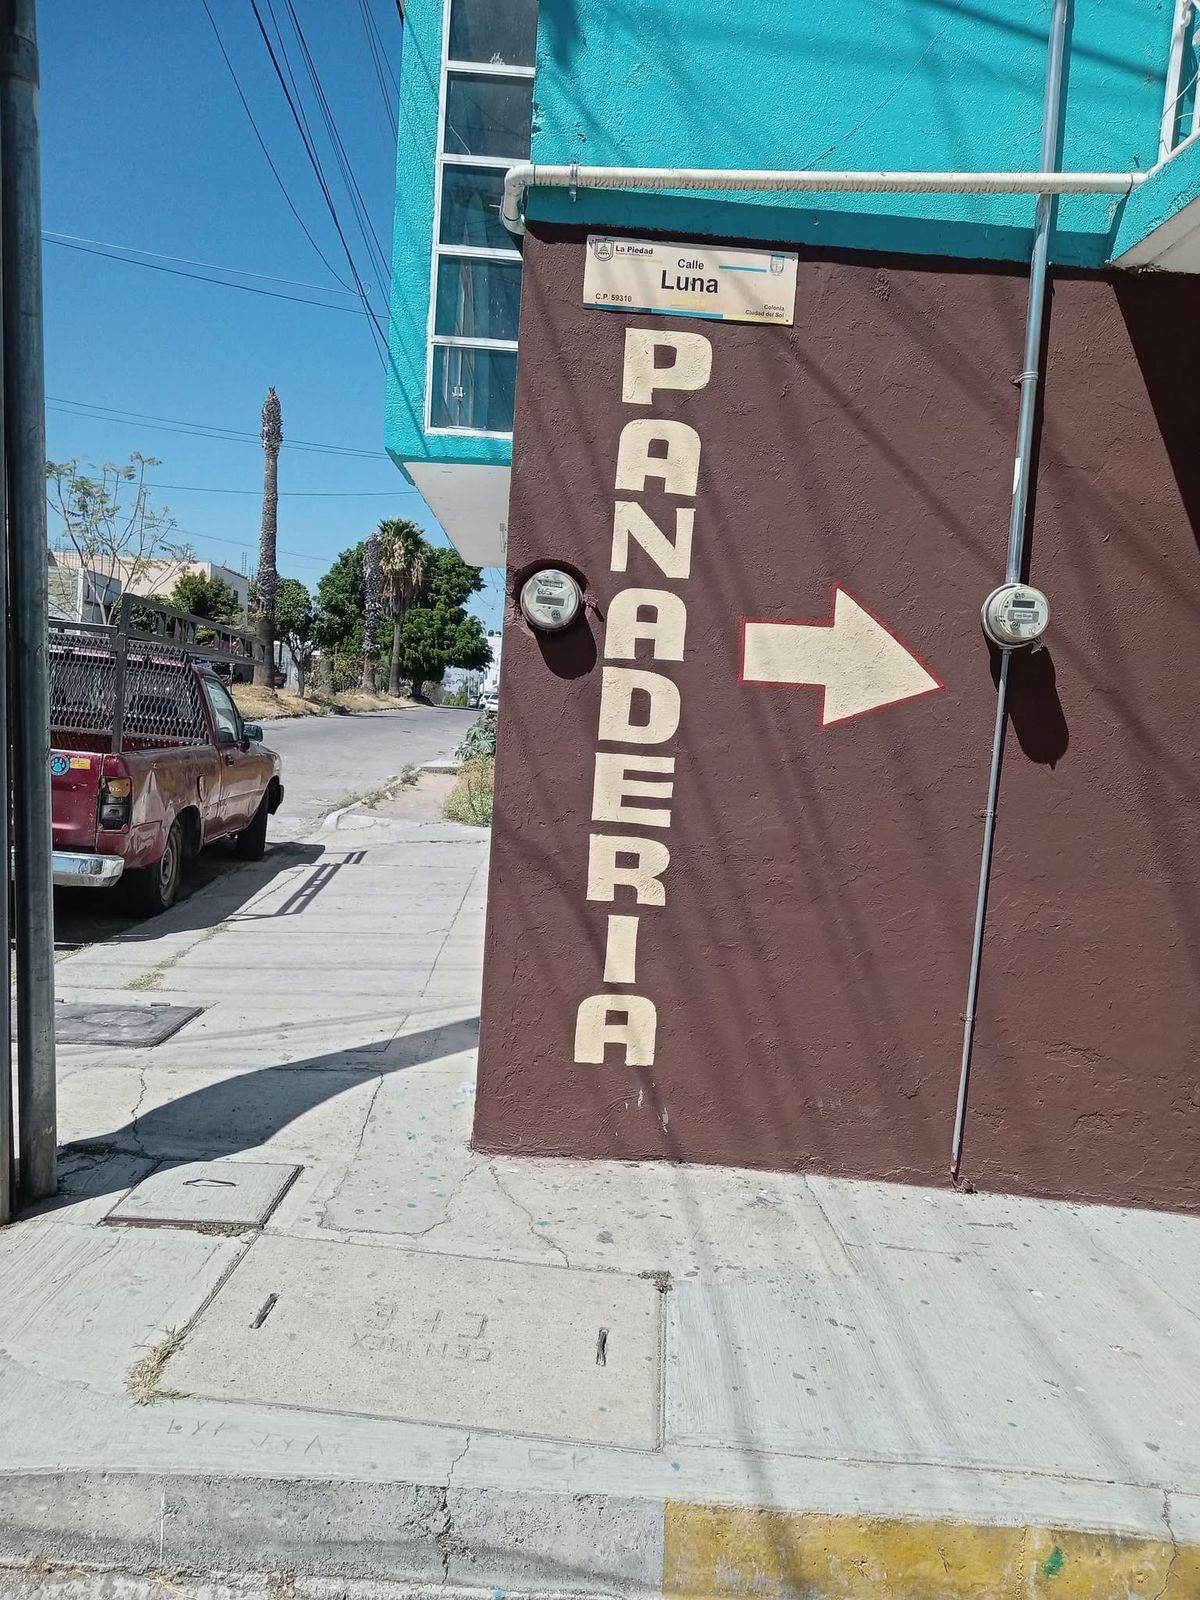 La Piedad
Calle
Luna
C.P. 59310
Colonia
Ciudad del Sol
PANADERIA